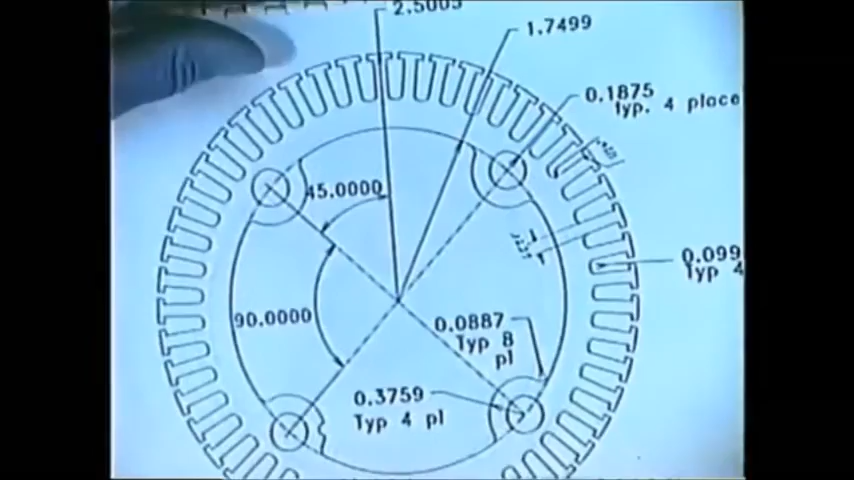 2.5003
1.7499
0.1875
typ. 4 place
45.0000
0.099
Typ 4
90.0000
0.0887
Typ 8
pl
0.3759
Typ 4 pl